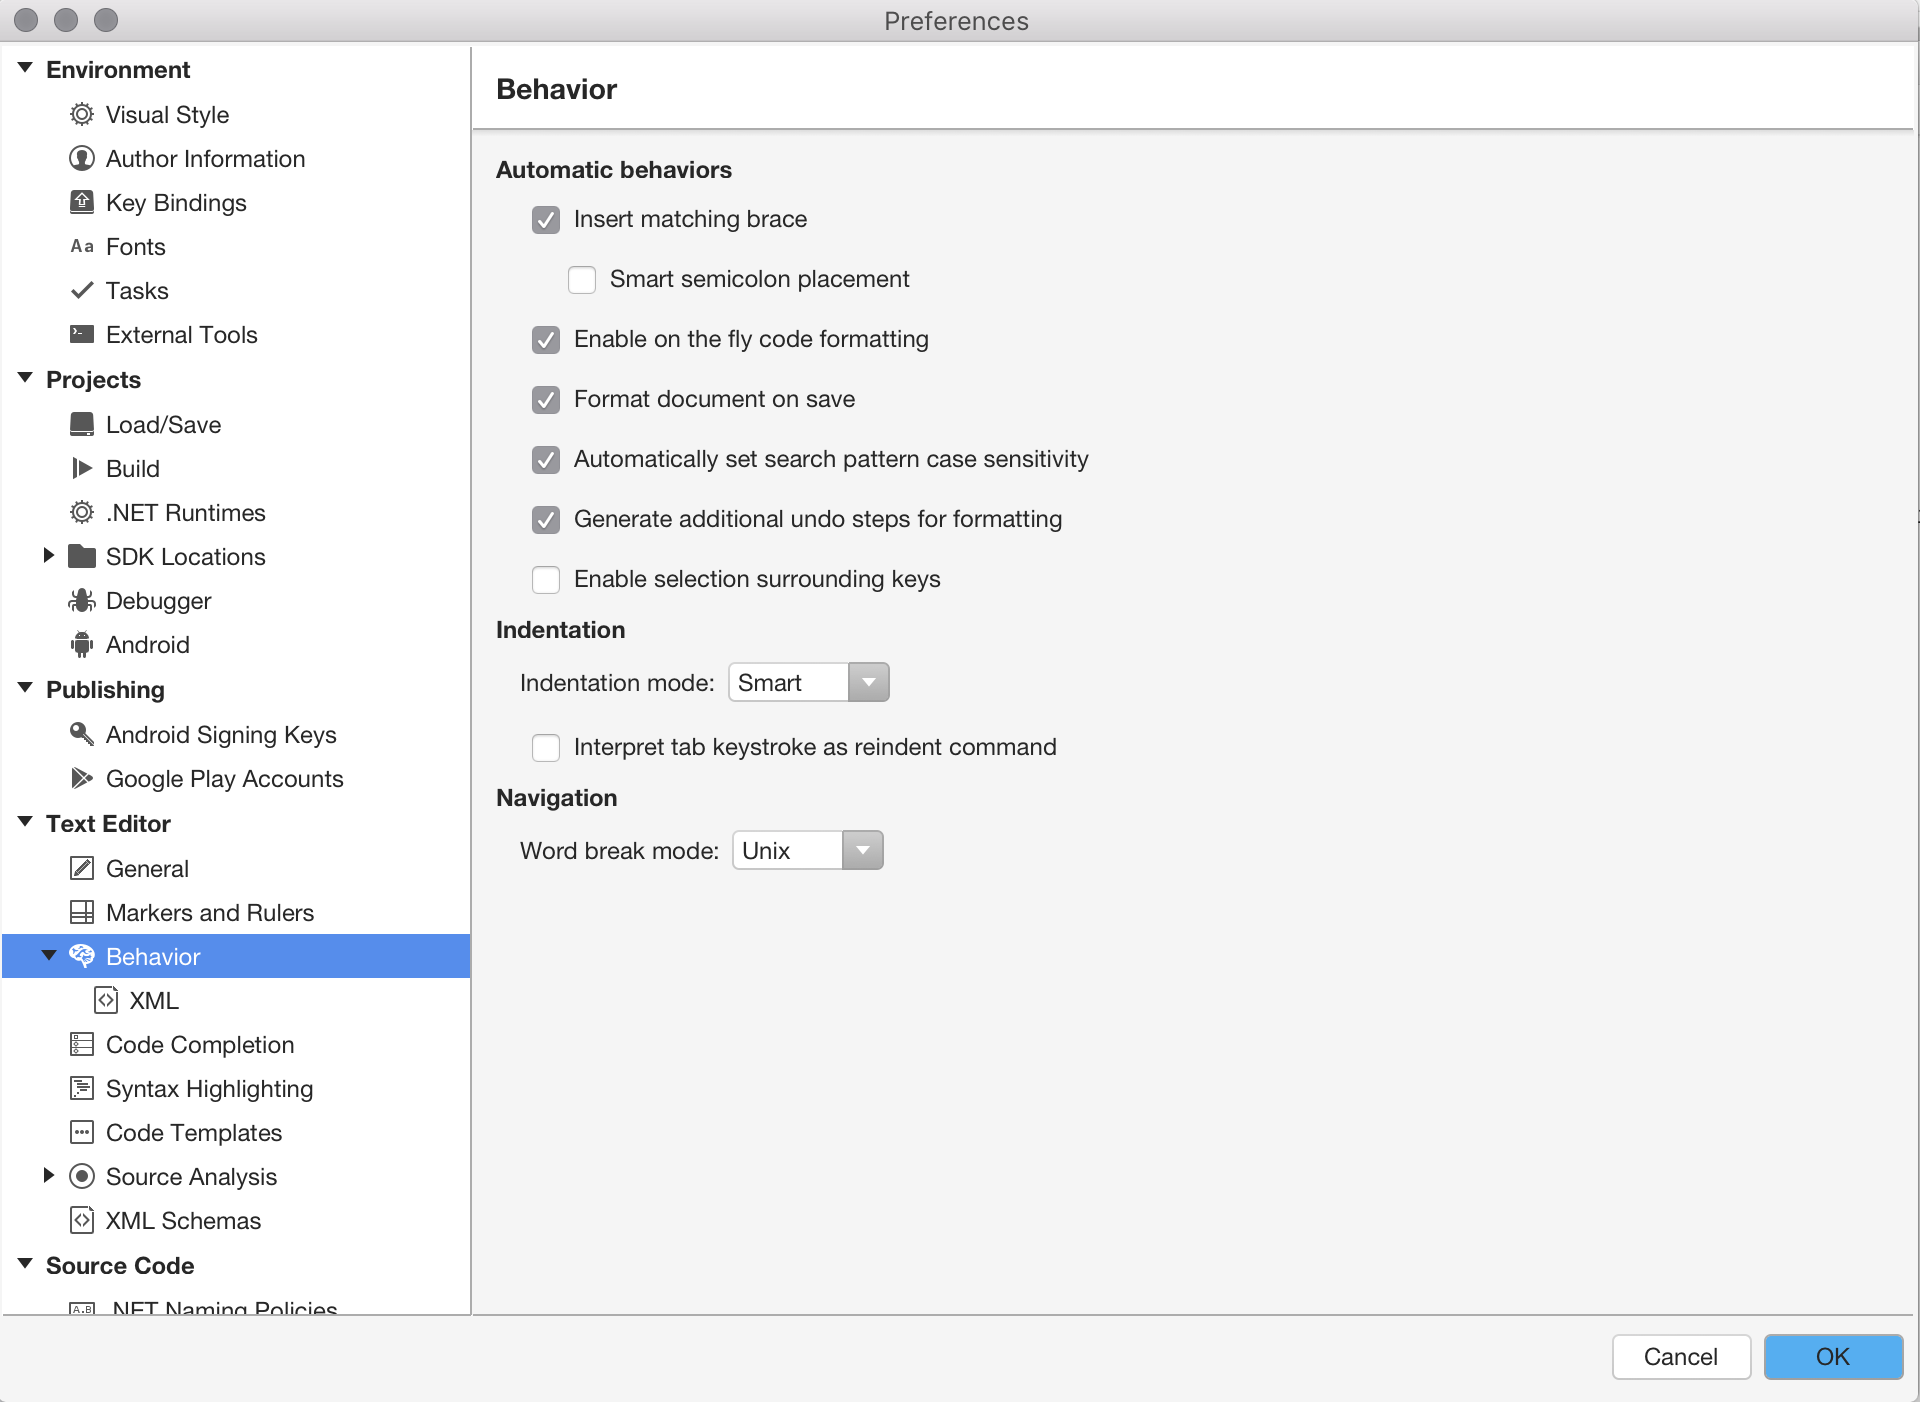 Preferences
Environment
Visual Style
Author Information
Key Bindings
Aa Fonts
Tasks
External Tools
Projects
Load/Save
Build
.NET Runtimes
SDK Locations
Debugger
Android
Publishing
Android Signing Keys
Google Play Accounts
Text Editor
General
Markers and Rulers
Behavior
XML
Code Completion
Syntax Highlighting
Code Templates
Source Analysis
XML Schemas
Source Code
A.B .NET Naming Policies
Behavior
Automatic behaviors
Insert matching brace
Smart semicolon placement
Enable on the fly code formatting
Format document on save
Automatically set search pattern case sensitivity
Generate additional undo steps for formatting
Enable selection surrounding keys
Indentation
Indentation mode: Smart
Interpret tab keystroke as reindent command
Navigation
Word break mode: Unix
Cancel OK